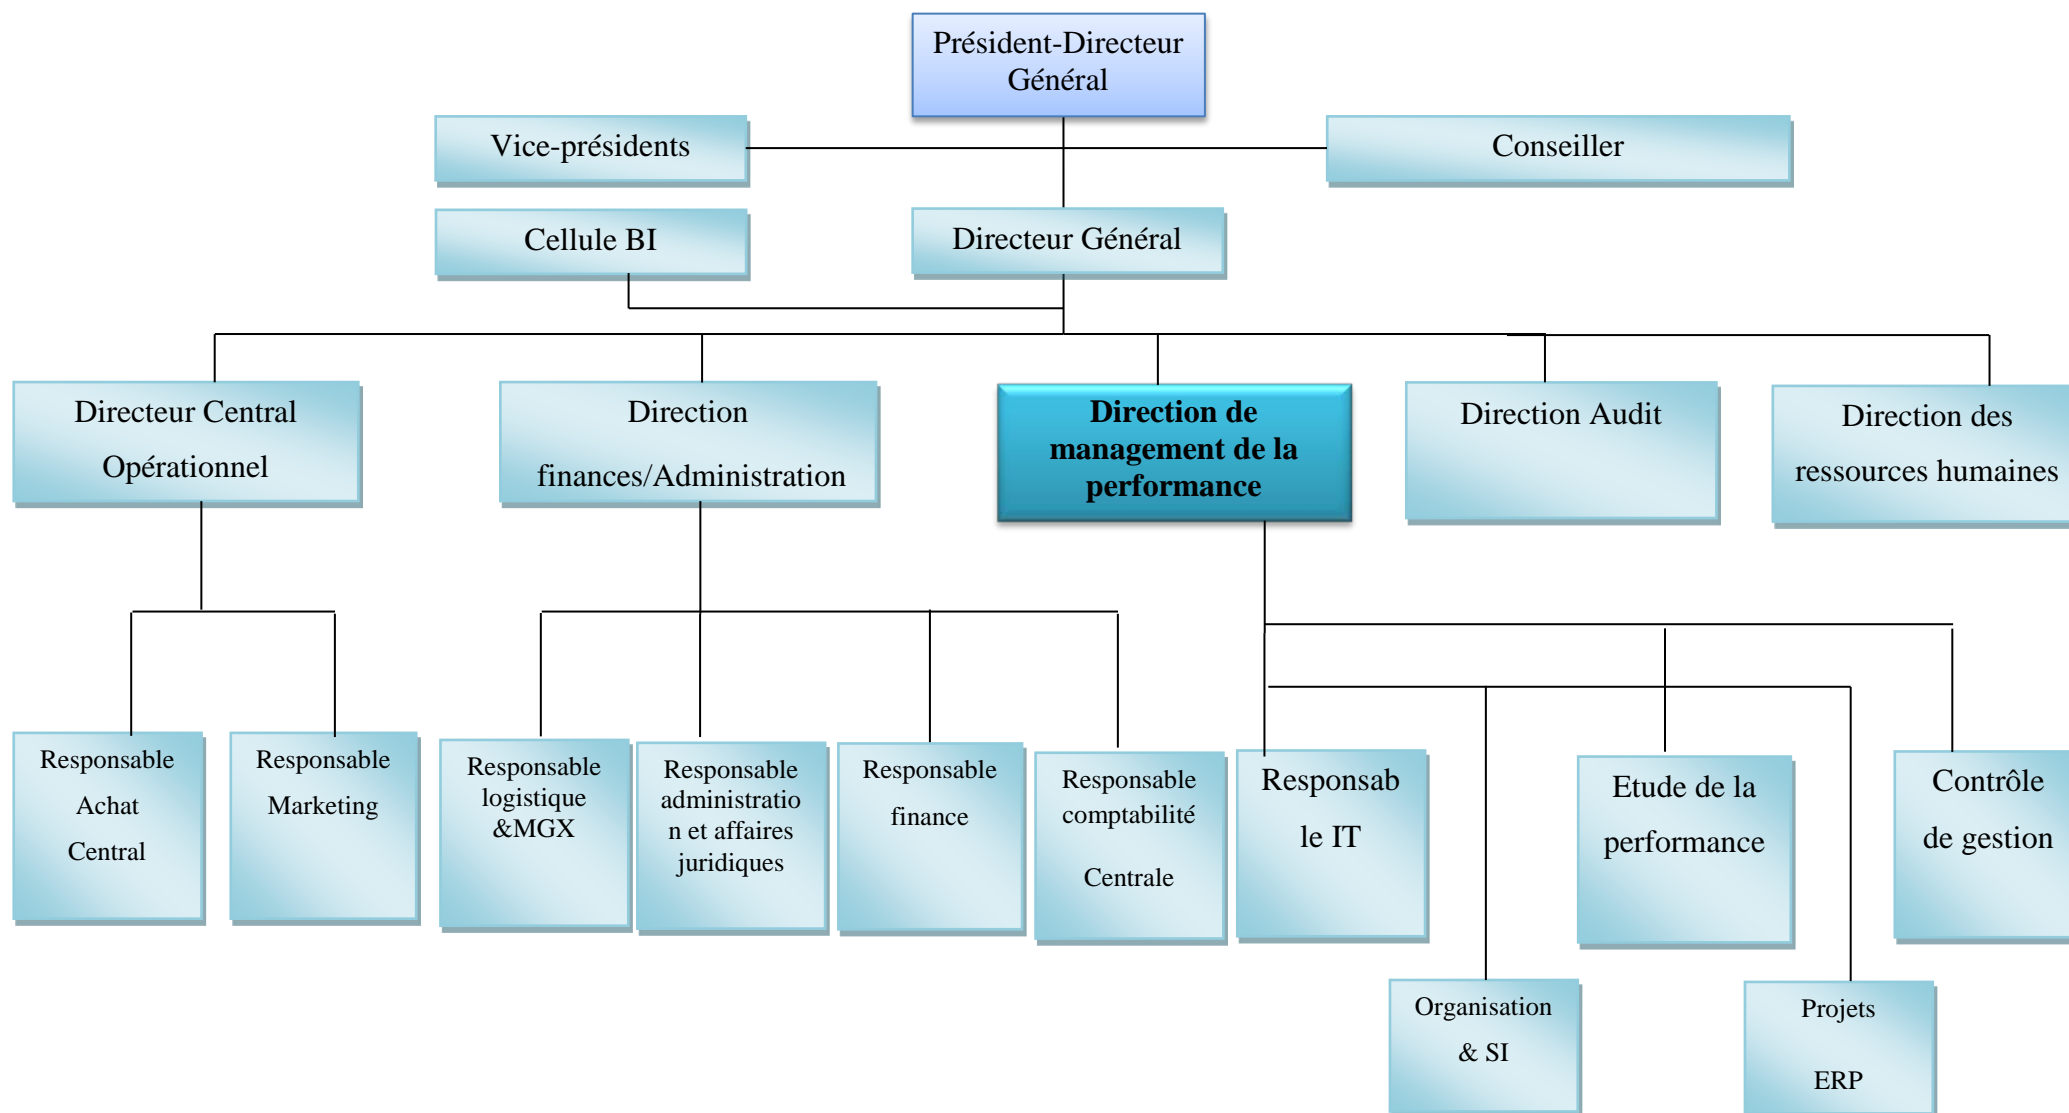 Président-Directeur
Général
Vice-présidents
Conseiller
Cellule BI
Directeur Général
Directeur Central
Opérationnel
Direction
finances/Administration
Direction de
management de la
performance
Direction Audit
Direction des
ressources humaines
Responsable
Achat
Central
Responsable
Marketing
Responsable
logistique
&MGX
Responsable
administratio
n et affaires
juridiques
Responsable
finance
Responsable
comptabilité
Centrale
Responsab
le IT
Etude de la
performance
Contrôle
de gestion
Organisation
& SI
Projets
ERP